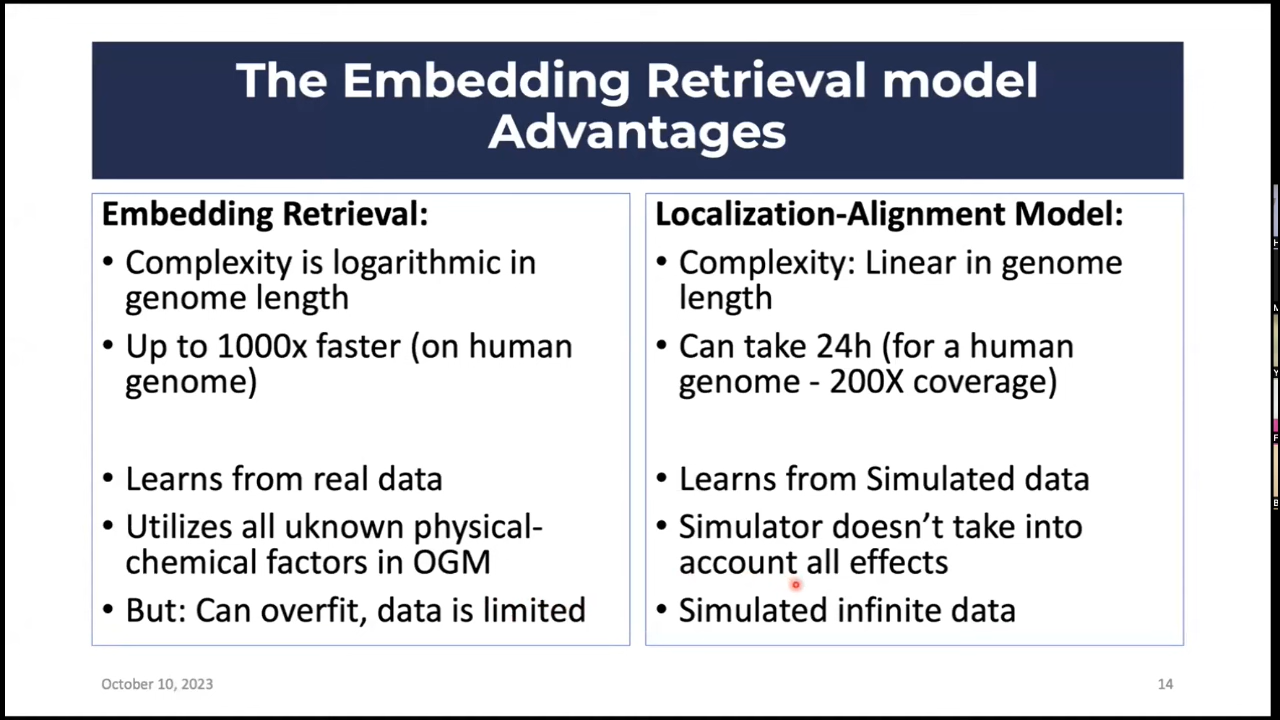 The Embedding Retrieval model
Advantages
Embedding Retrieval:
• Complexity is logarithmic in
genome length
• Up to 1000x faster (on human
genome)
• Learns from real data
• Utilizes all uknown physical-
chemical factors in OGM
• But: Can overfit, data is limited
Localization-Alignment Model:
• Complexity: Linear in genome
length
• Can take 24h (for a human
genome - 200X coverage)
• Learns from Simulated data
• Simulator doesn’t take into
account all effects
• Simulated infinite data
October 10, 2023
14